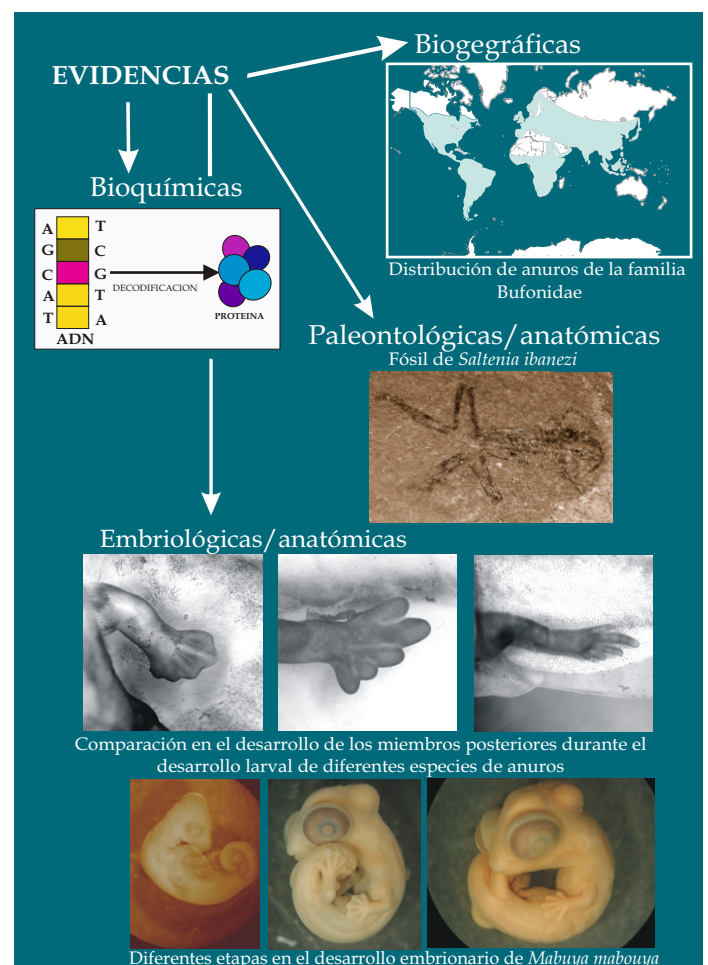 EVIDENCIAS
Biogegráficas
Distribución de anuros de la familia
Bufonidae
Bioquímicas
A T
G C
C G
A T
T A
DECODIFICACION
PROTEINA
ADN
Paleontológicas/anatómicas
Fósil de Saltenia ibanezi
Embriológicas/anatómicas
Comparación en el desarrollo de los miembros posteriores durante el
desarrollo larval de diferentes especies de anuros
Diferentes etapas en el desarrollo embrionario de Mabuya mabouya